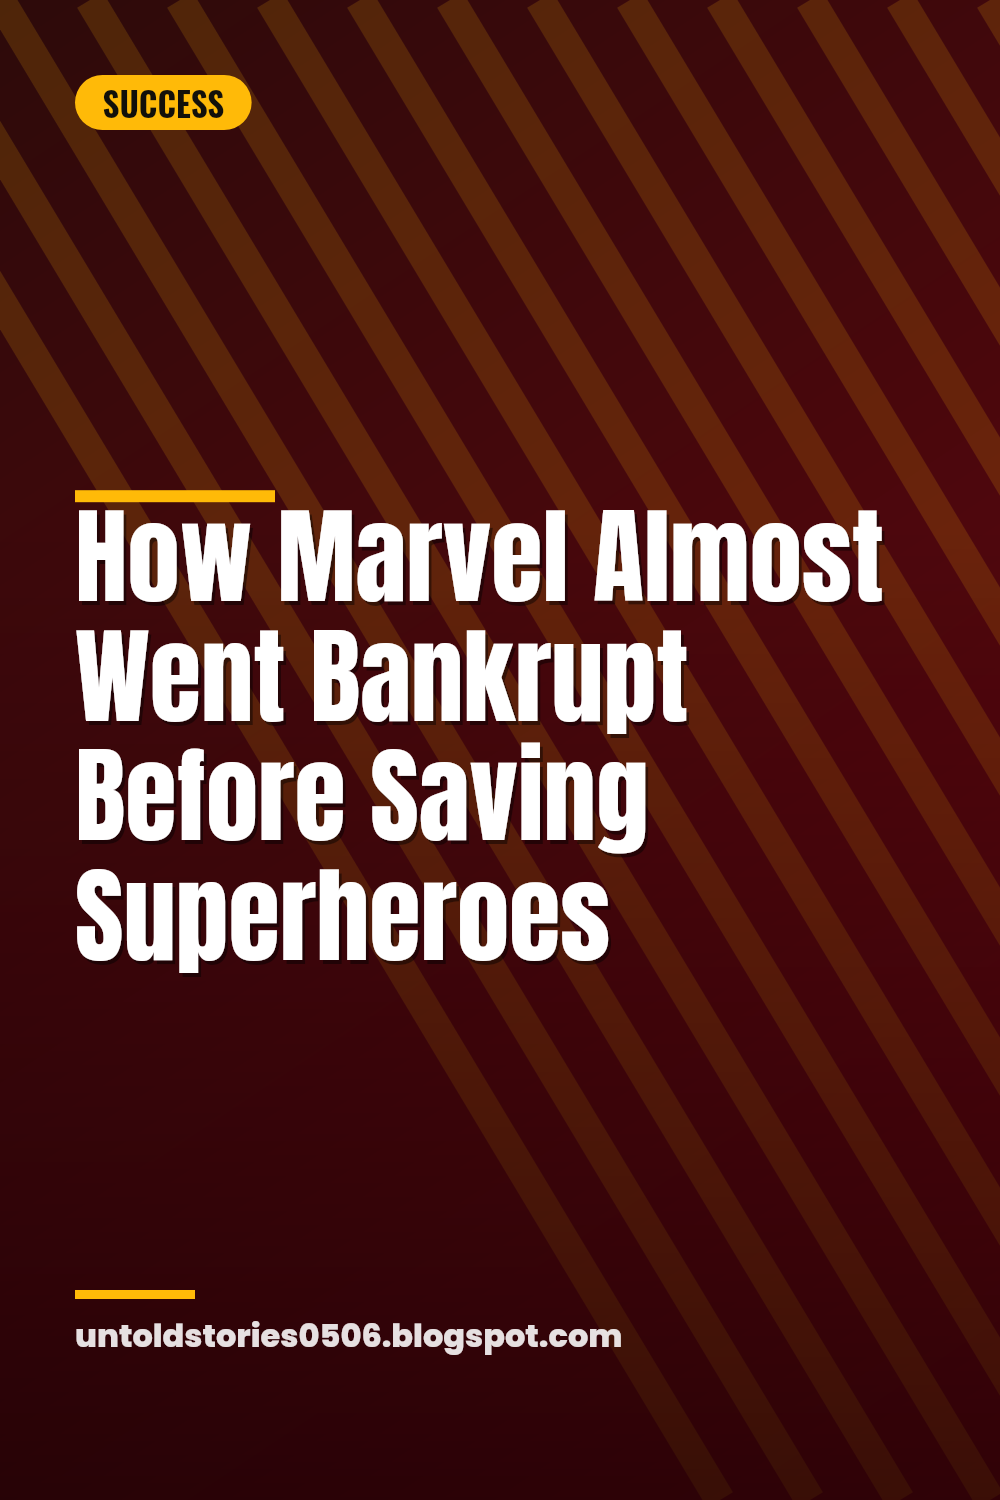 SUCCESS
How Marvel Almost
Went Bankrupt
Before Saving
Superheroes
untoldstories0506.blogspot.com